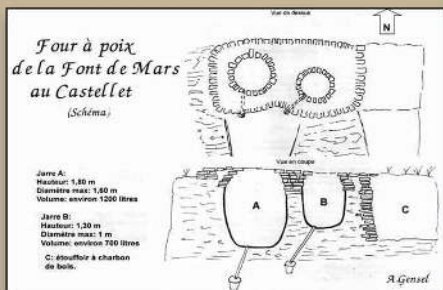 Vue de dessus
N
Four à poix
de la Font de Mars
au Castellet
(Schéma)
Vue en coupe
Jarre A:
Hauteur: 1,80 m
Diamètre max: 1,60 m
Volume: environ 1200 litres
Jarre B:
Hauteur: 1,30 m
Diamètre max: 1 m
Volume: environ 700 litres
C: étouffoir à charbon
de bois.
A
B
C
A Gensel